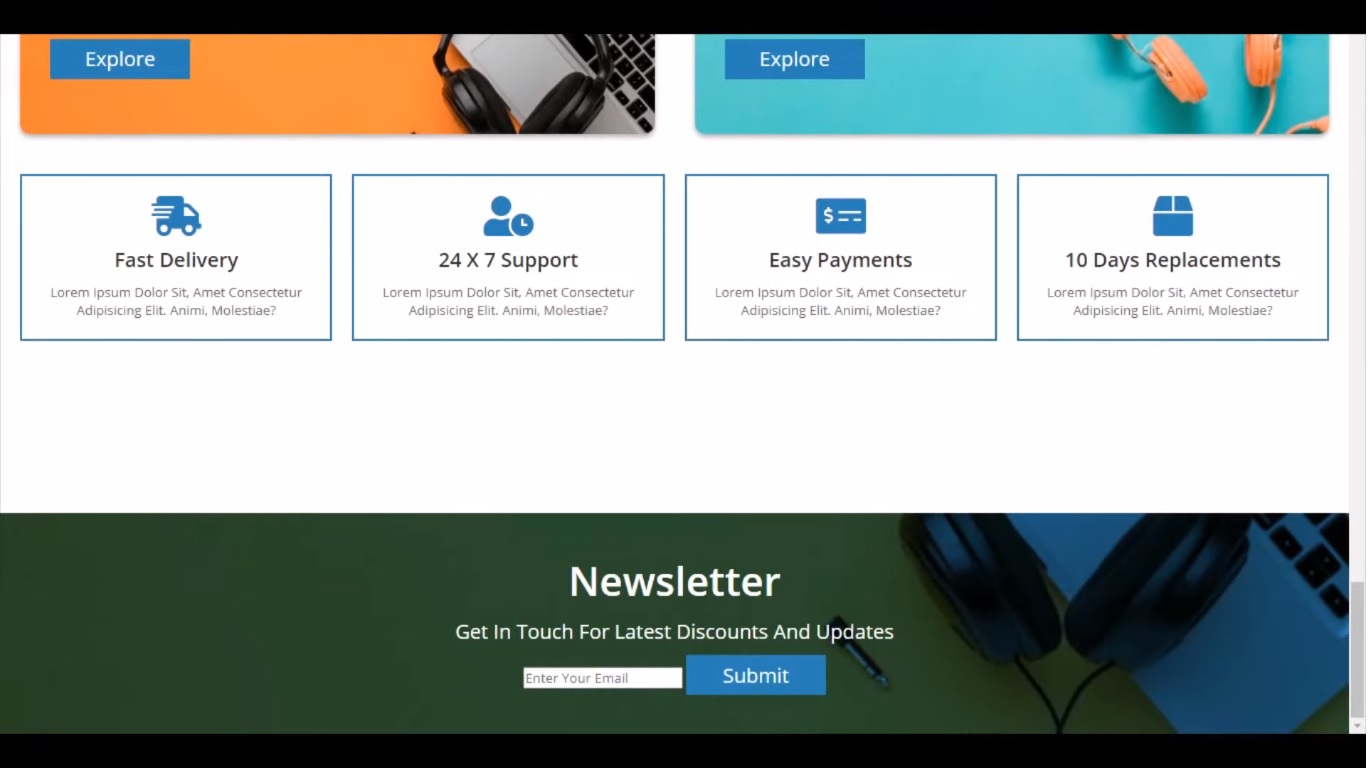 Explore
Explore
Fast Delivery
Lorem Ipsum Dolor Sit, Amet Consectetur
Adipisicing Elit. Animi, Molestiae?
24 X 7 Support
Lorem Ipsum Dolor Sit, Amet Consectetur
Adipisicing Elit. Animi, Molestiae?
Easy Payments
Lorem Ipsum Dolor Sit, Amet Consectetur
Adipisicing Elit. Animi, Molestiae?
10 Days Replacements
Lorem Ipsum Dolor Sit, Amet Consectetur
Adipisicing Elit. Animi, Molestiae?
Newsletter
Get In Touch For Latest Discounts And Updates
Enter Your Email
Submit